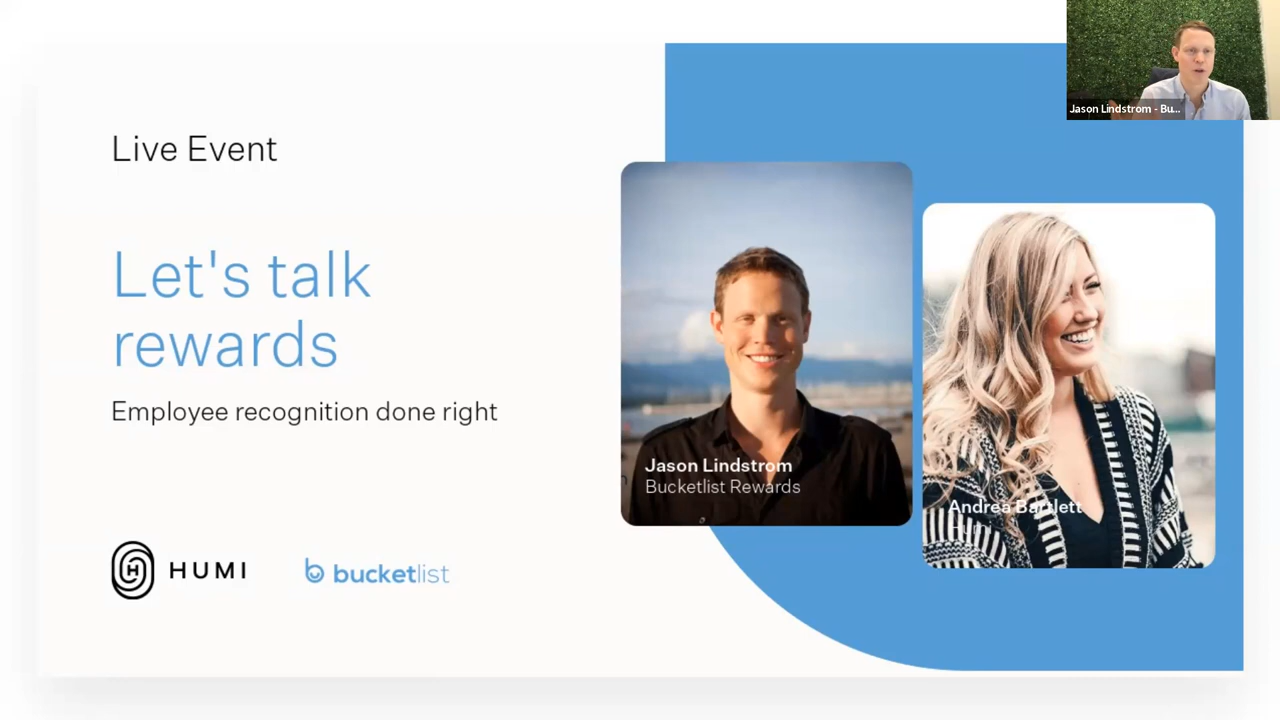 Live Event
Let's talk
rewards
Employee recognition done right
HUMI
bucketlist
Jason Lindstrom
Bucketlist Rewards
Andrea Bartlett
Humi
Jason Lindstrom - Bu...